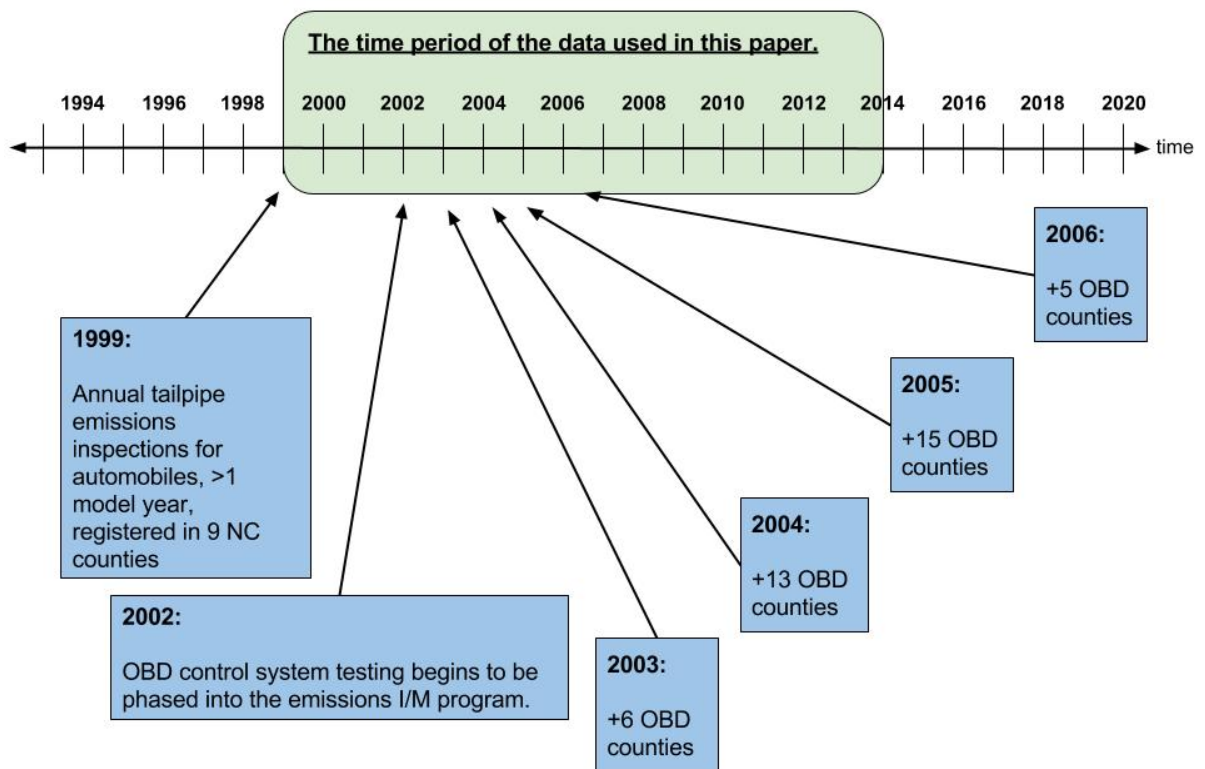 The time period of the data used in this paper.
1994 1996 1998 2000 2002 2004 2006 2008 2010 2012 2014 2016 2018 2020
time
1999:
Annual tailpipe
emissions
inspections for
automobiles, >1
model year,
registered in 9 NC
counties
2002:
OBD control system testing begins to be
phased into the emissions I/M program.
2003:
+6 OBD
counties
2004:
+13 OBD
counties
2005:
+15 OBD
counties
2006:
+5 OBD
counties